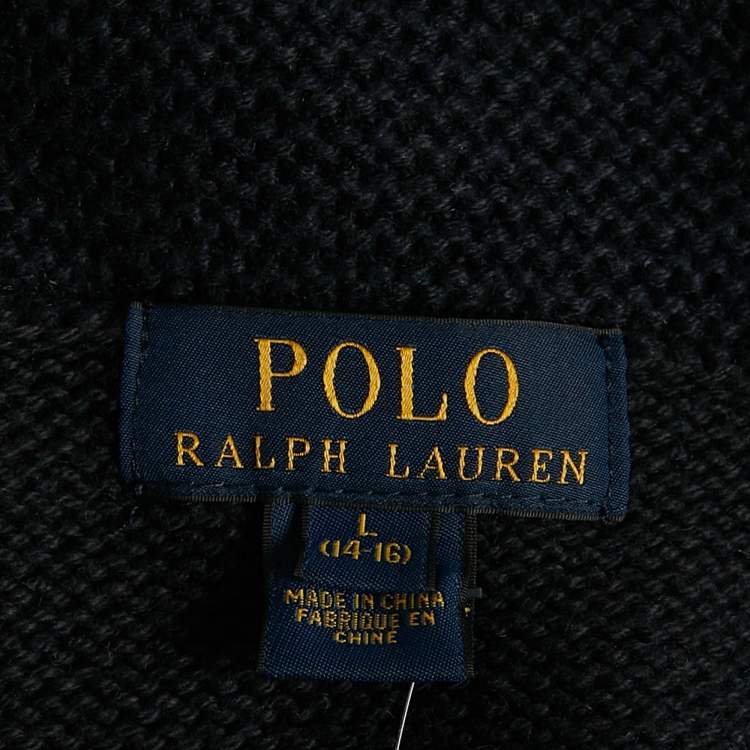 POLO
RALPH LAUREN
L
(14-16)
MADE IN CHINA
FABRIQUE EN
CHINE